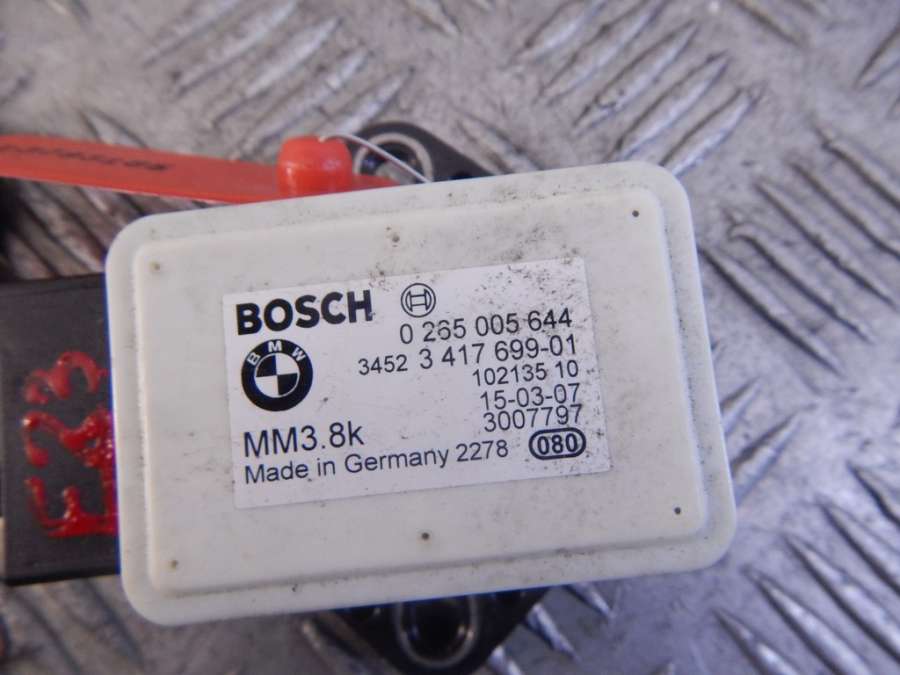 BOSCH
0 265 005 644
BMW
3452 3 417 699-01
102135 10
15-03-07
3007797
MM3.8k
Made in Germany 2278
080